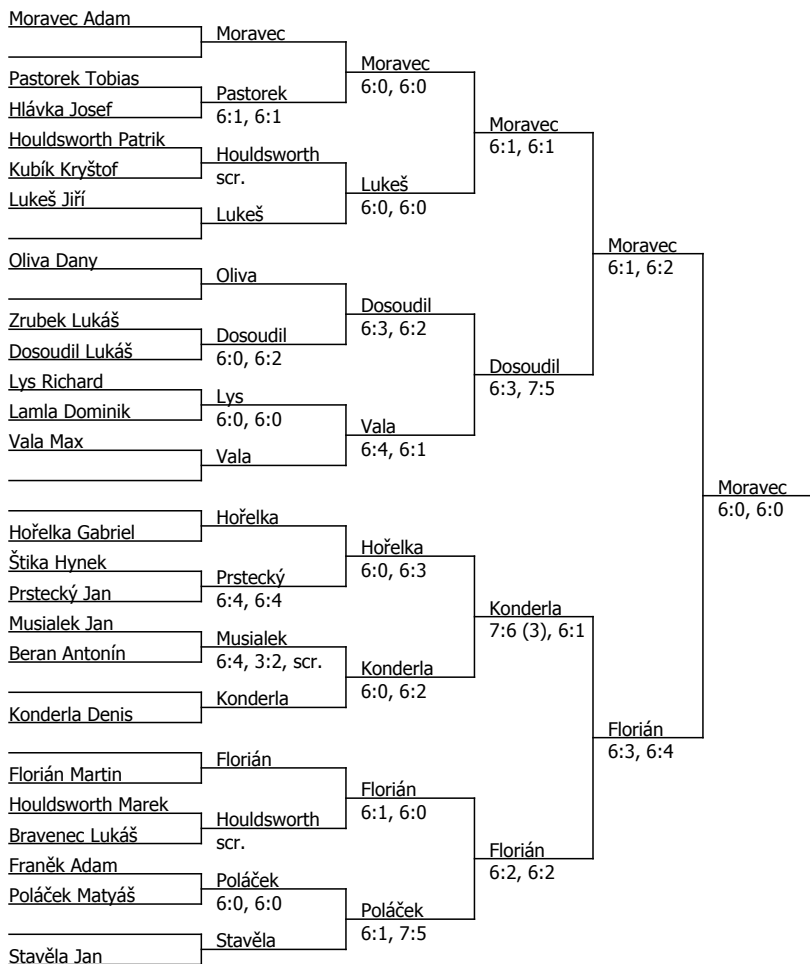 Moravec Adam
Pastorek Tobias
Hlávka Josef
Houldsworth Patrik
Kubík Kryštof
Lukeš Jiří
Oliva Dany
Zrubek Lukáš
Dosoudil Lukáš
Lys Richard
Lamla Dominik
Vala Max
Hořelka Gabriel
Štika Hynek
Prstecký Jan
Musialek Jan
Beran Antonín
Konderla Denis
Florián Martin
Houldsworth Marek
Bravenec Lukáš
Franěk Adam
Poláček Matyáš
Stavěla Jan
Moravec
Pastorek
6:1, 6:1
Houldsworth
scr.
Lukeš
Oliva
Dosoudil
6:0, 6:2
Lys
6:0, 6:0
Vala
Hořelka
Prstecký
6:4, 6:4
Musialek
6:4, 3:2, scr.
Konderla
Florián
Houldsworth
scr.
Poláček
6:0, 6:0
Stavěla
Moravec
6:0, 6:0
Lukeš
6:0, 6:0
Dosoudil
6:3, 6:2
Vala
6:4, 6:1
Hořelka
6:0, 6:3
Konderla
6:0, 6:2
Florián
6:1, 6:0
Poláček
6:1, 7:5
Moravec
6:1, 6:1
Dosoudil
6:3, 7:5
Konderla
7:6 (3), 6:1
Florián
6:2, 6:2
Moravec
6:1, 6:2
Florián
6:3, 6:4
Moravec
6:0, 6:0